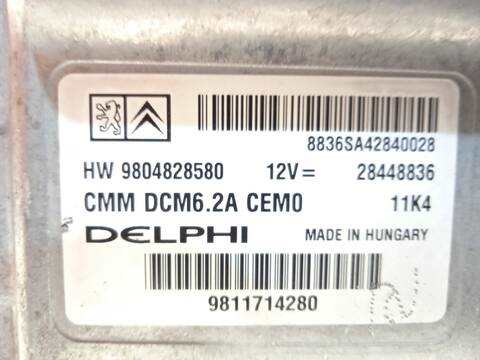 8836SA42840028
HW 9804828580 12V= 28448836
CMM DCM6.2A CEM0 11K4
DELPHI MADE IN HUNGARY
9811714280